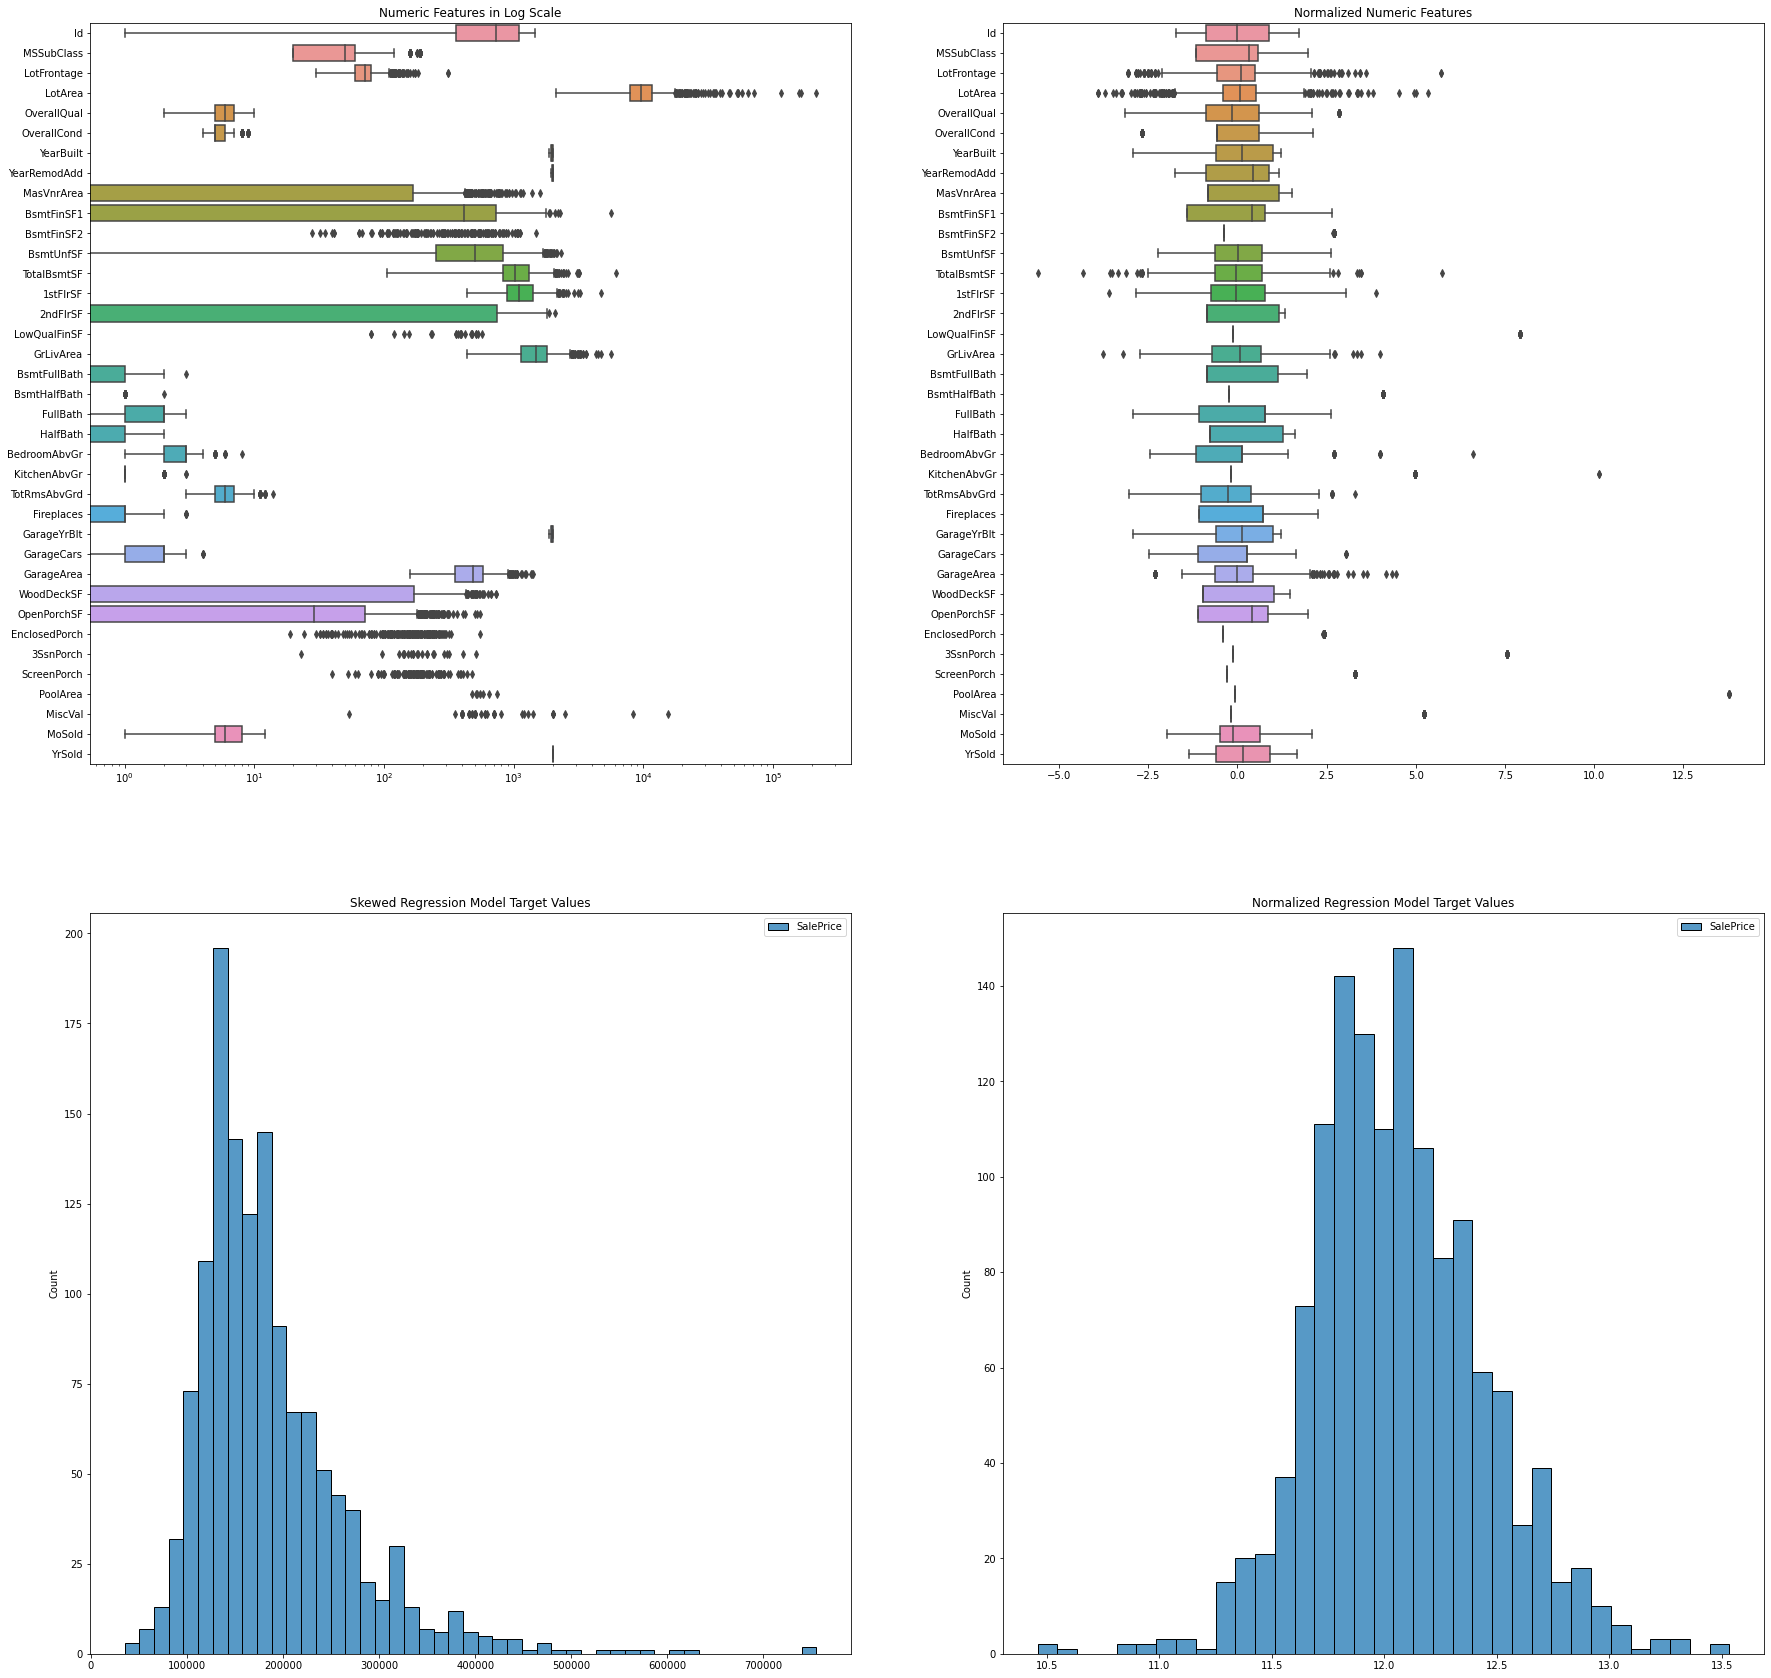 Numeric Features in Log Scale
Id
MSSubClass
LotFrontage
LotArea
OverallQual
OverallCond
YearBuilt
YearRemodAdd
MasVnrArea
BsmtFinSF1
BsmtFinSF2
BsmtUnfSF
TotalBsmtSF
1stFlrSF
2ndFlrSF
LowQualFinSF
GrLivArea
BsmtFullBath
BsmtHalfBath
FullBath
HalfBath
BedroomAbvGr
KitchenAbvGr
TotRmsAbvGrd
Fireplaces
GarageYrBlt
GarageCars
GarageArea
WoodDeckSF
OpenPorchSF
EnclosedPorch
3SsnPorch
ScreenPorch
PoolArea
MiscVal
MoSold
YrSold
10⁰ 10¹ 10² 10³ 10⁴ 10⁵
Normalized Numeric Features
Id
MSSubClass
LotFrontage
LotArea
OverallQual
OverallCond
YearBuilt
YearRemodAdd
MasVnrArea
BsmtFinSF1
BsmtFinSF2
BsmtUnfSF
TotalBsmtSF
1stFlrSF
2ndFlrSF
LowQualFinSF
GrLivArea
BsmtFullBath
BsmtHalfBath
FullBath
HalfBath
BedroomAbvGr
KitchenAbvGr
TotRmsAbvGrd
Fireplaces
GarageYrBlt
GarageCars
GarageArea
WoodDeckSF
OpenPorchSF
EnclosedPorch
3SsnPorch
ScreenPorch
PoolArea
MiscVal
MoSold
YrSold
−5.0 −2.5 0.0 2.5 5.0 7.5 10.0 12.5
Skewed Regression Model Target Values
SalePrice
Count
200
175
150
125
100
75
50
25
0
0 100000 200000 300000 400000 500000 600000 700000
Normalized Regression Model Target Values
SalePrice
Count
140
120
100
80
60
40
20
0
10.5 11.0 11.5 12.0 12.5 13.0 13.5